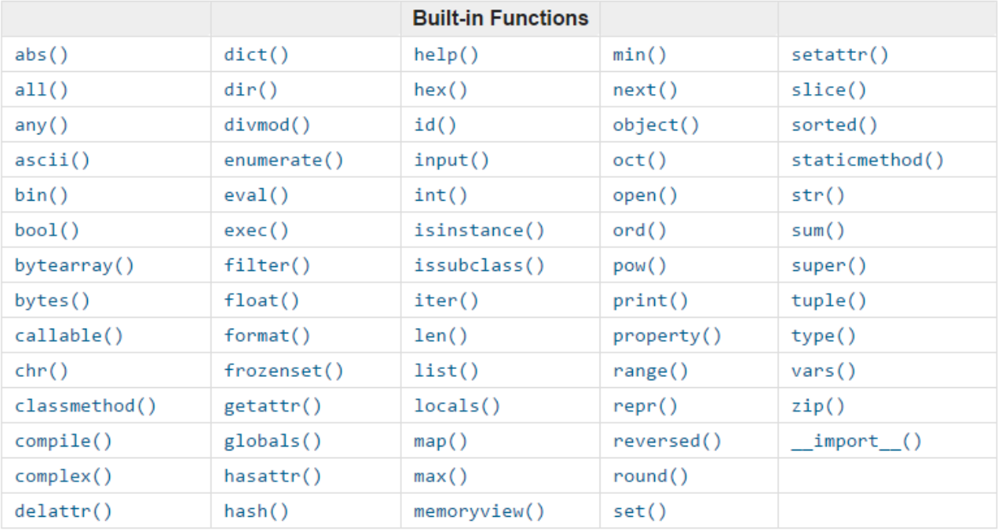 Built-in Functions
abs() dict() help() min() setattr()
all() dir() hex() next() slice()
any() divmod() id() object() sorted()
ascii() enumerate() input() oct() staticmethod()
bin() eval() int() open() str()
bool() exec() isinstance() ord() sum()
bytearray() filter() issubclass() pow() super()
bytes() float() iter() print() tuple()
callable() format() len() property() type()
chr() frozenset() list() range() vars()
classmethod() getattr() locals() repr() zip()
compile() globals() map() reversed() __import__()
complex() hasattr() max() round()
delattr() hash() memoryview() set()